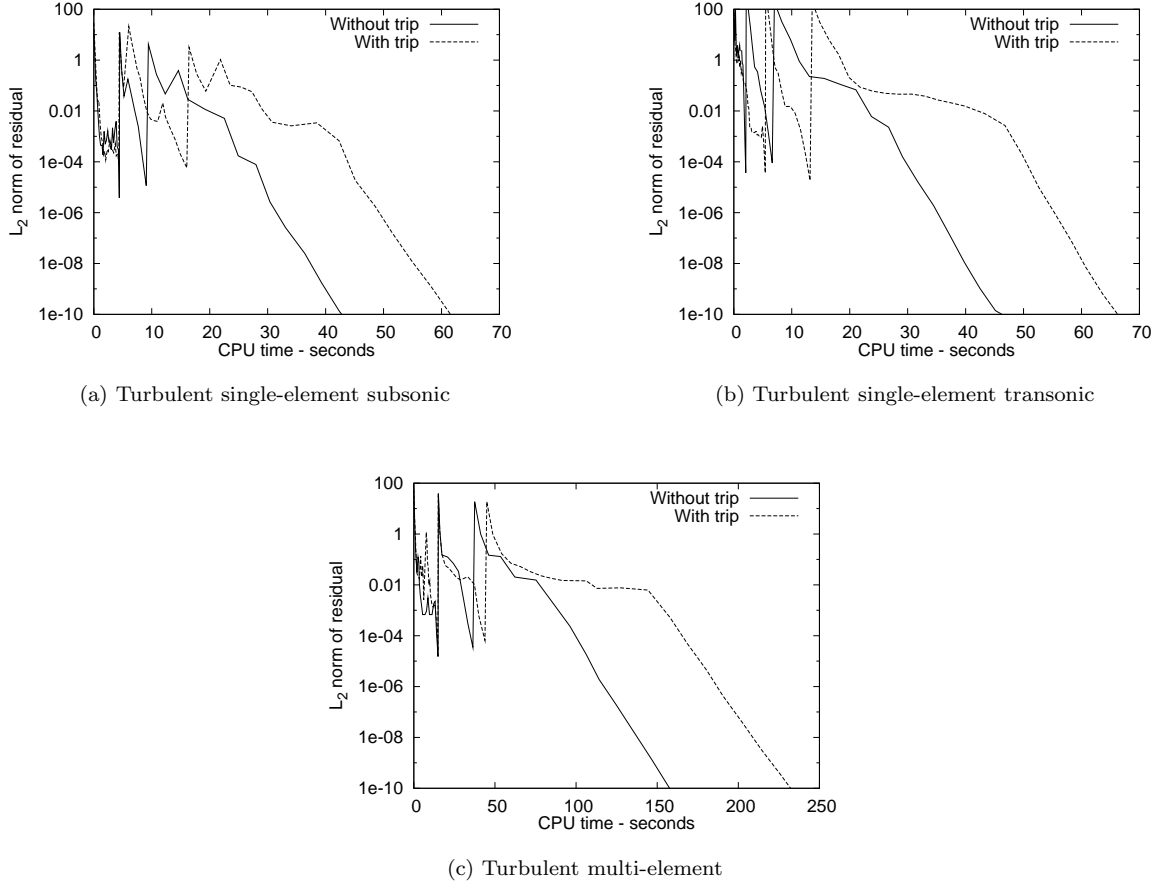 100
1
0.01
1e-04
1e-06
1e-08
1e-10
0 10 20 30 40 50 60 70
L2 norm of residual
CPU time - seconds
Without trip
With trip
(a) Turbulent single-element subsonic
100
1
0.01
1e-04
1e-06
1e-08
1e-10
0 10 20 30 40 50 60 70
L2 norm of residual
CPU time - seconds
Without trip
With trip
(b) Turbulent single-element transonic
100
1
0.01
1e-04
1e-06
1e-08
1e-10
0 50 100 150 200 250
L2 norm of residual
CPU time - seconds
Without trip
With trip
(c) Turbulent multi-element